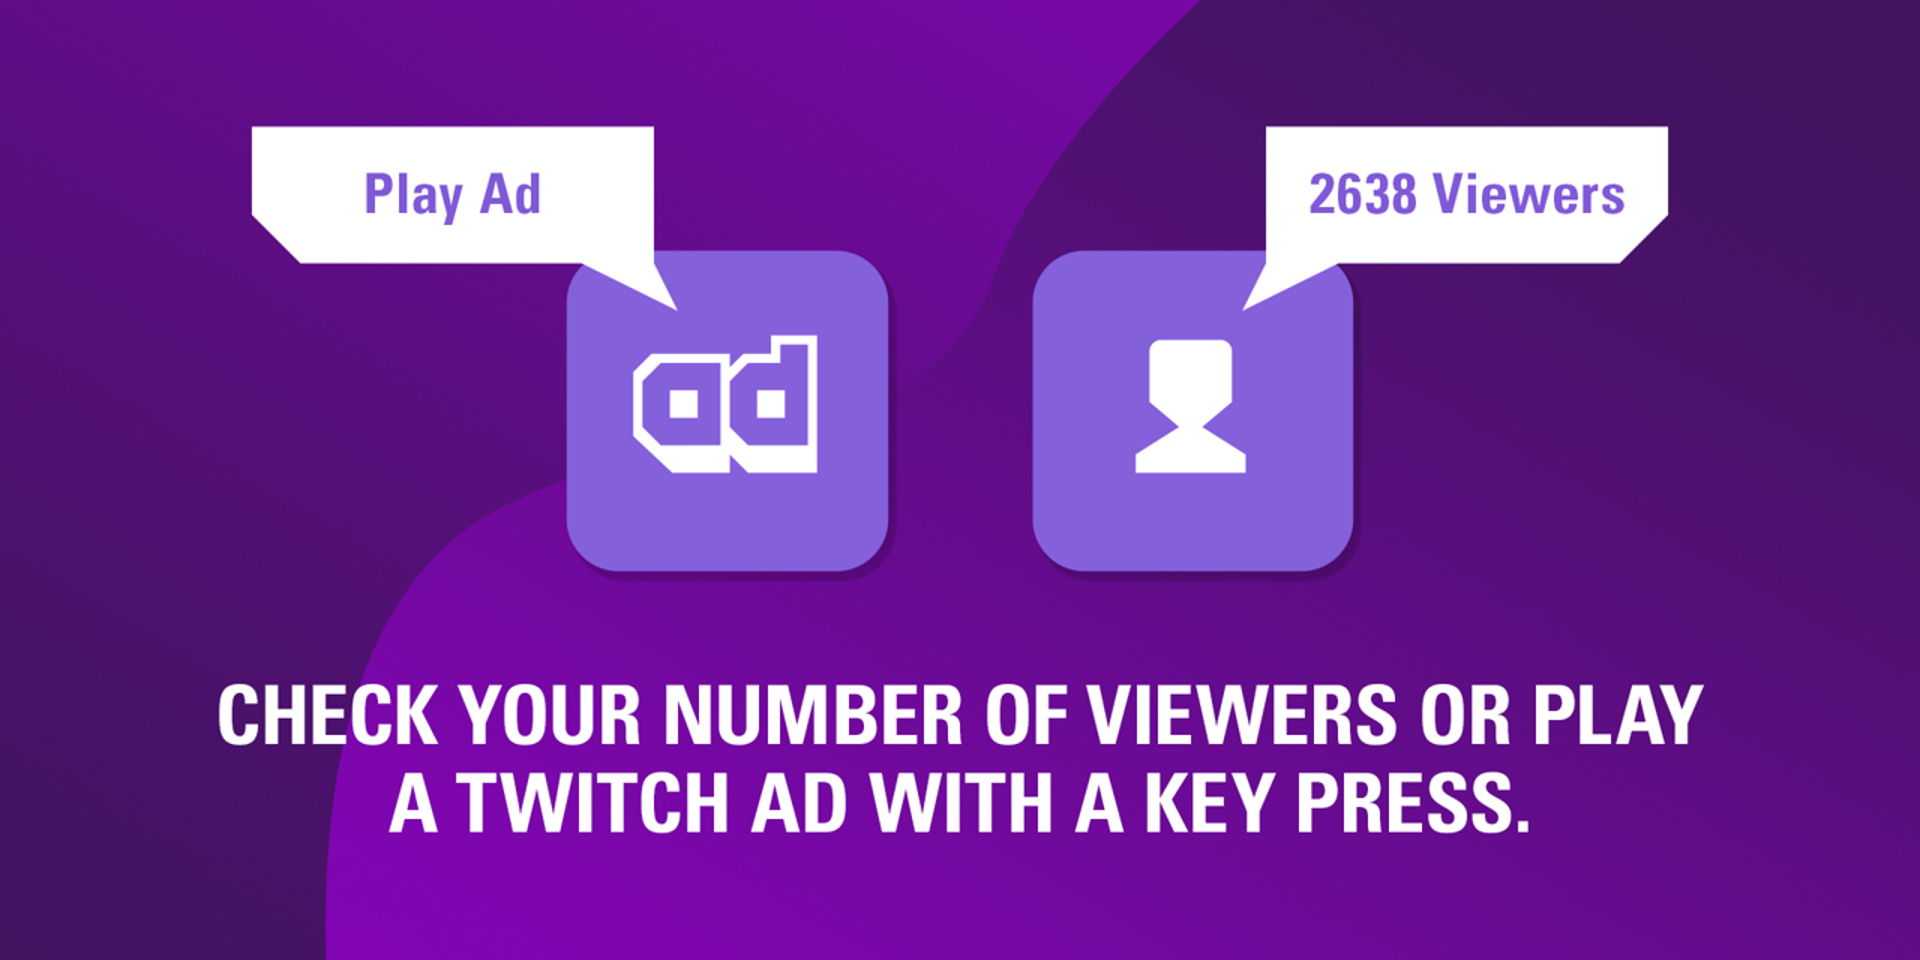 Play Ad
2638 Viewers
ad
CHECK YOUR NUMBER OF VIEWERS OR PLAY
A TWITCH AD WITH A KEY PRESS.